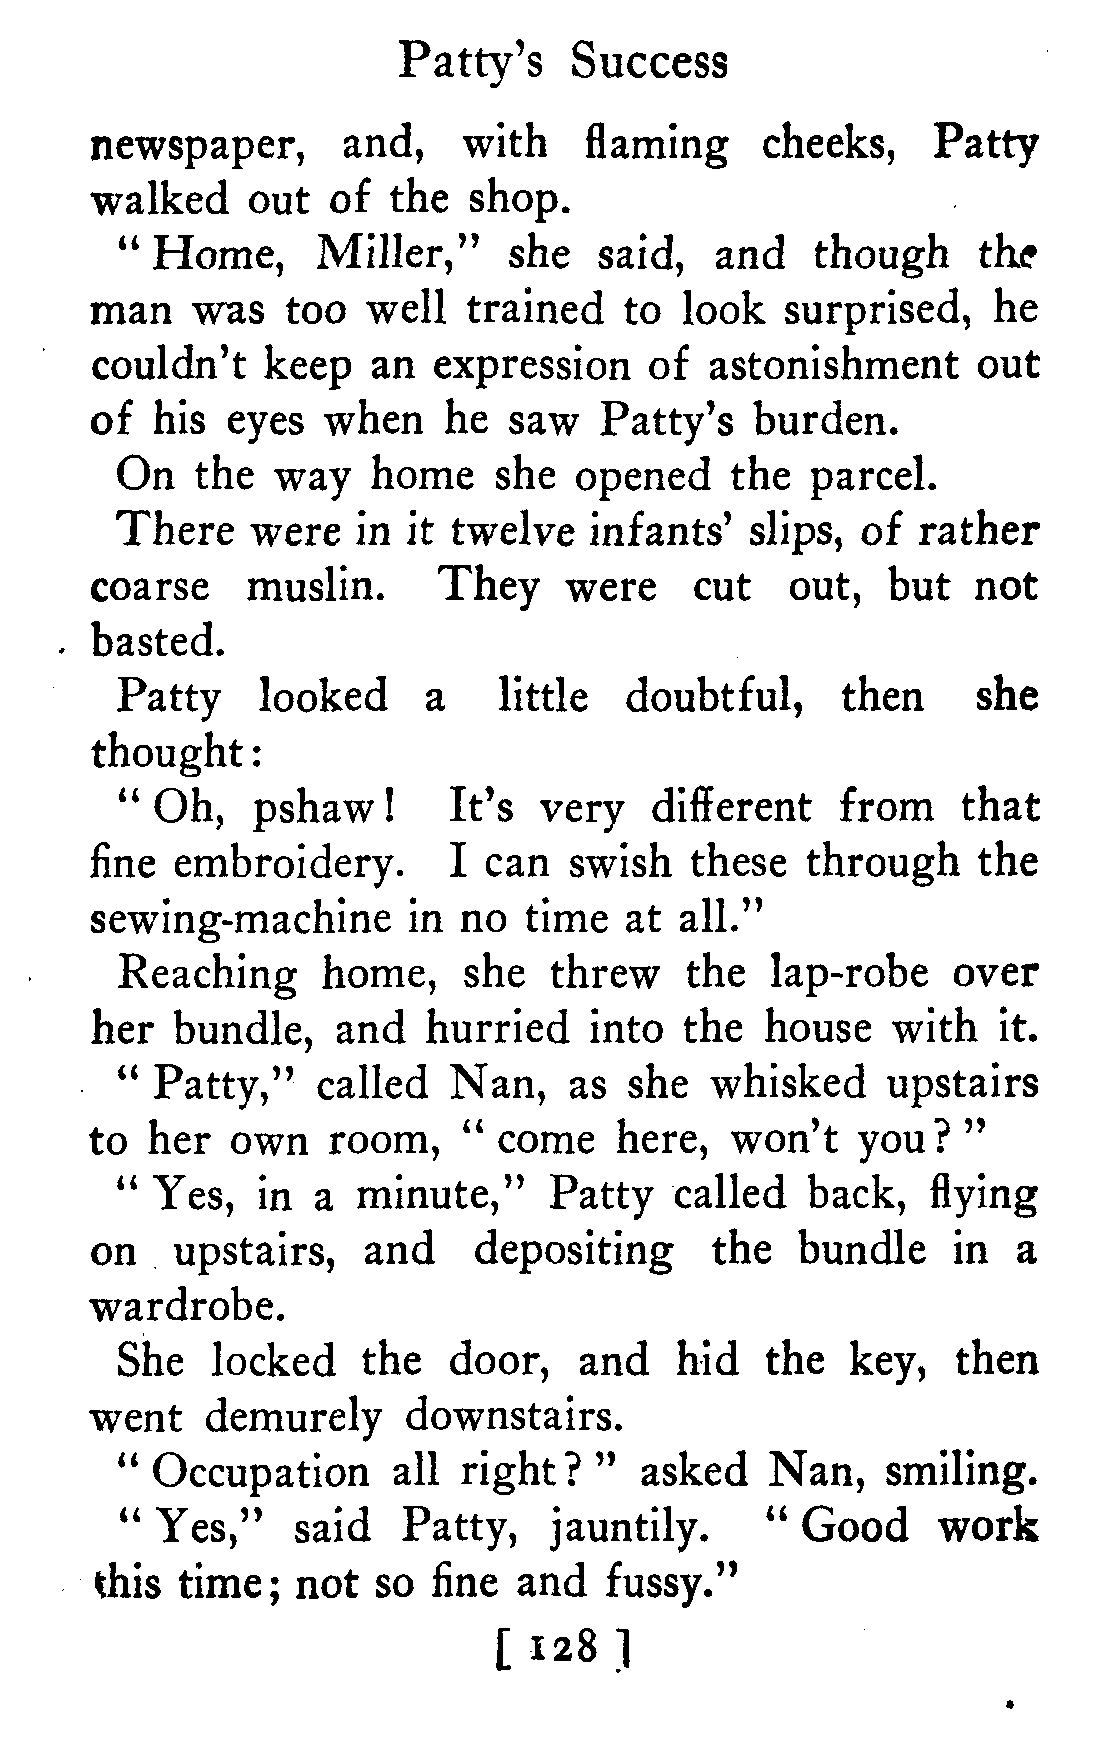 Patty's Success
newspaper, and, with flaming cheeks, Patty
walked out of the shop.
" Home, Miller," she said, and though the
man was too well trained to look surprised, he
couldn't keep an expression of astonishment out
of his eyes when he saw Patty's burden.
On the way home she opened the parcel.
There were in it twelve infants' slips, of rather
coarse muslin. They were cut out, but not
basted.
Patty looked a little doubtful, then she
thought:
" Oh, pshaw! It's very different from that
fine embroidery. I can swish these through the
sewing-machine in no time at all."
Reaching home, she threw the lap-robe over
her bundle, and hurried into the house with it.
" Patty," called Nan, as she whisked upstairs
to her own room, " come here, won't you? "
" Yes, in a minute," Patty called back, flying
on upstairs, and depositing the bundle in a
wardrobe.
She locked the door, and hid the key, then
went demurely downstairs.
" Occupation all right? " asked Nan, smiling.
" Yes," said Patty, jauntily. " Good work
this time; not so fine and fussy."
[ 128 ]